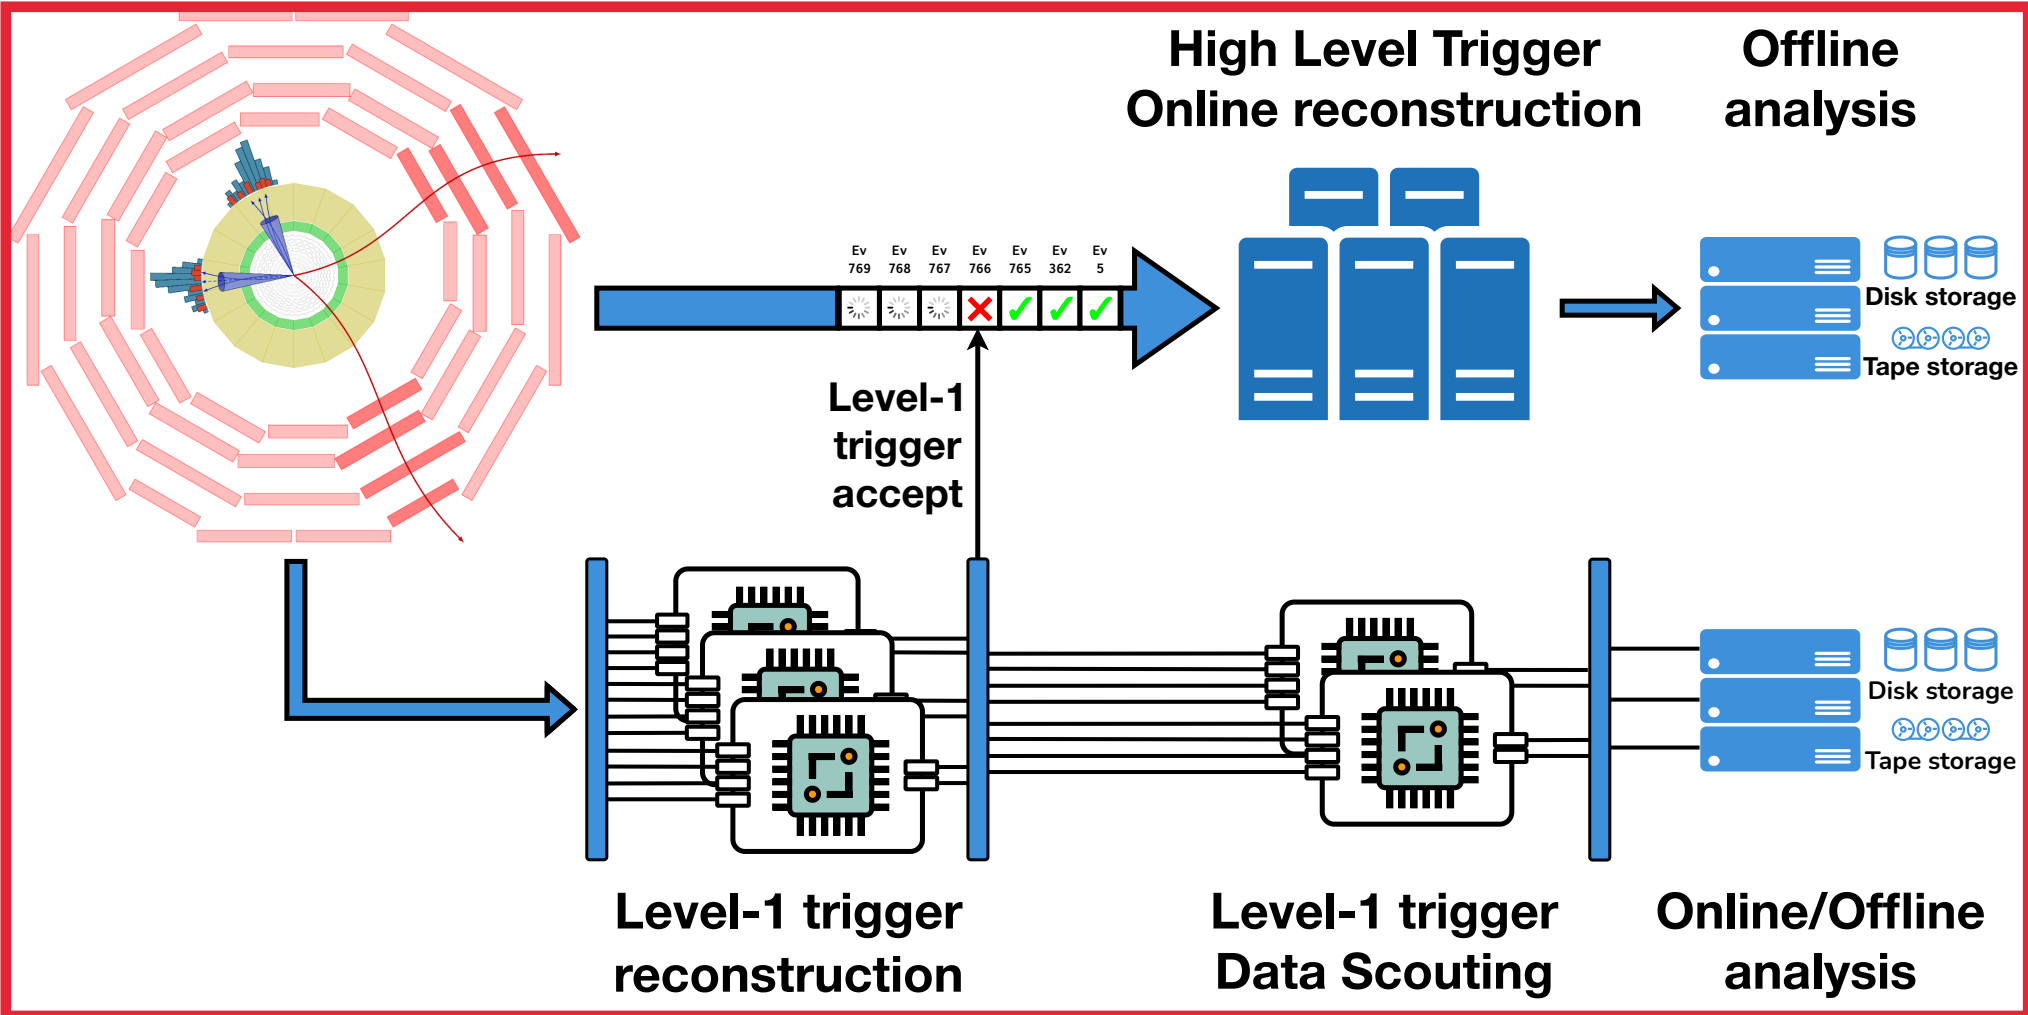 High Level Trigger
Online reconstruction
Offline
analysis
Ev
769
Ev
768
Ev
767
Ev
766
Ev
765
Ev
362
Ev
5
Disk storage
Tape storage
Level-1
trigger
accept
Disk storage
Tape storage
Level-1 trigger
reconstruction
Level-1 trigger
Data Scouting
Online/Offline
analysis